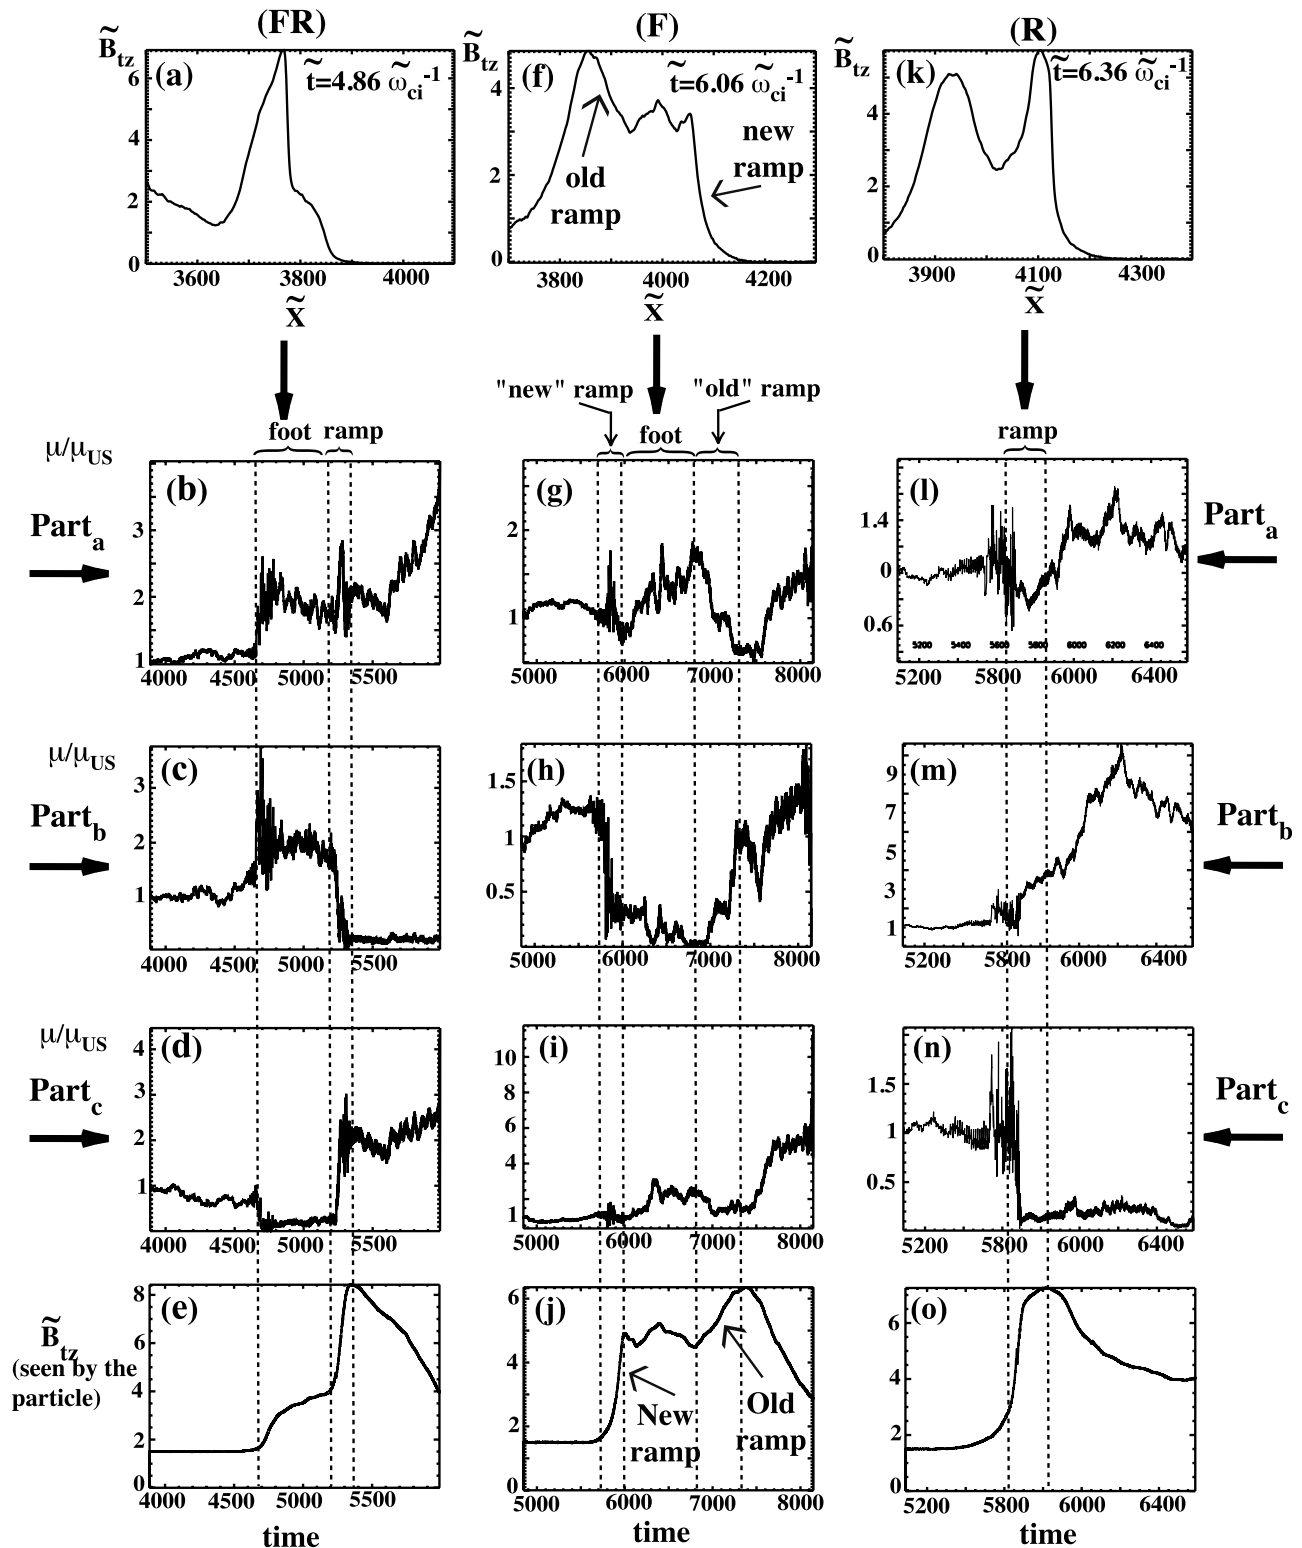 (FR) (F) (R)
B̃tz (a) t̃=4.86 ω̃ci-1
6
4
2
0
3600 3800 4000
X̃
B̃tz (f) t̃=6.06 ω̃ci-1
old ramp
new ramp
4
2
0
3800 4000 4200
X̃
B̃tz (k) t̃=6.36 ω̃ci-1
6
4
2
0
3900 4100 4300
X̃
foot ramp
"new" ramp foot "old" ramp
ramp
μ/μUS
Parta
(b)
3
2
1
4000 4500 5000 5500
(g)
2
1
5000 6000 7000 8000
(l)
1.4
0
0.6
5200 5400 5600 5800 6000 6200 6400
5200 5800 6000 6400
Parta
μ/μUS
Partb
(c)
3
2
1
4000 4500 5000 5500
(h)
1.5
1
0.5
5000 6000 7000 8000
(m)
9
7
5
3
1
5200 5800 6000 6400
Partb
μ/μUS
Partc
(d)
4
3
2
1
4000 4500 5000 5500
(i)
10
6
4
1
5000 6000 7000 8000
(n)
1.5
1
0.5
5200 5800 6000 6400
Partc
B̃tz
(seen by the
particle)
(e)
8
6
4
2
0
4000 4500 5000 5500
time
(j)
New
ramp
Old
ramp
6
4
2
0
5000 6000 7000 8000
time
(o)
6
4
2
0
5200 5800 6000 6400
time